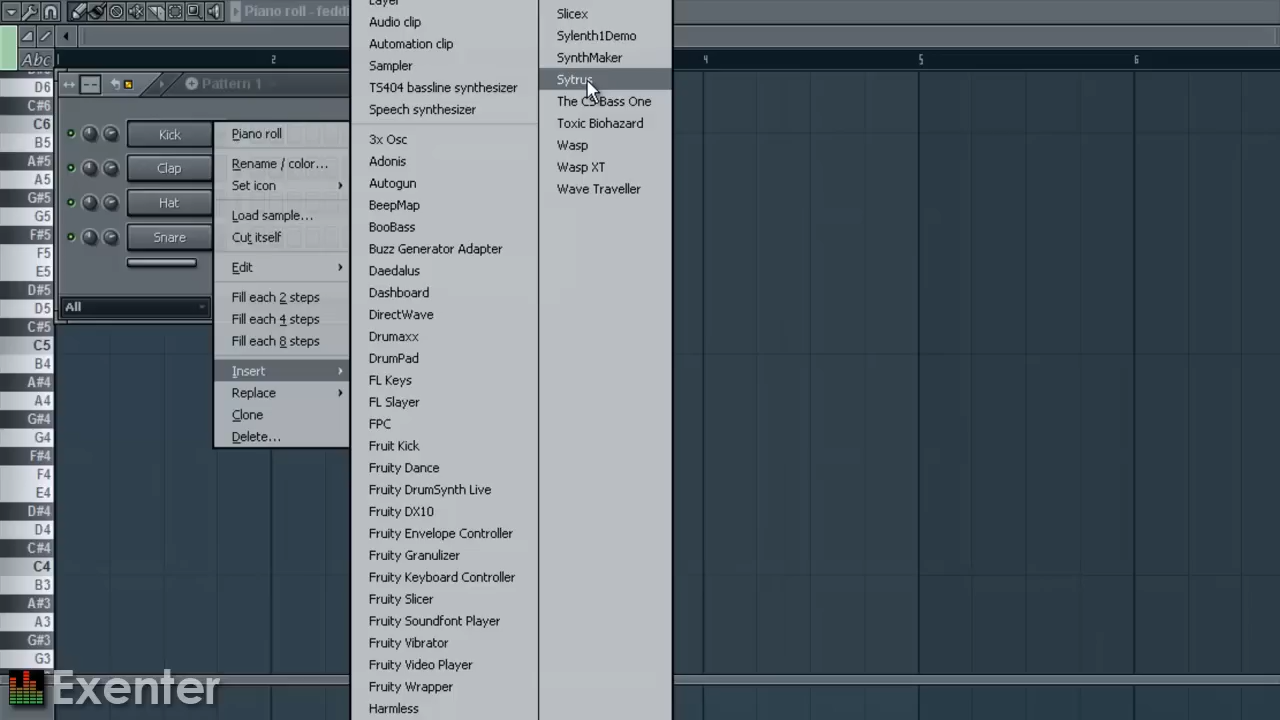 Piano roll - fedd
Abc
2
4
5
6
Pattern 1
Kick
Clap
Hat
Snare
All
D6
C#6
C6
B5
A#5
A5
G#5
G5
F#5
F5
E5
D#5
D5
C#5
C5
B4
A#4
A4
G#4
G4
F#4
F4
E4
D#4
D4
C#4
C4
B3
A#3
A3
G#3
G3
Piano roll
Rename / color...
Set icon
Load sample...
Cut itself
Edit
Fill each 2 steps
Fill each 4 steps
Fill each 8 steps
Insert
Replace
Clone
Delete...
Layer
Audio clip
Automation clip
Sampler
TS404 bassline synthesizer
Speech synthesizer
3x Osc
Adonis
Autogun
BeepMap
BooBass
Buzz Generator Adapter
Daedalus
Dashboard
DirectWave
Drumaxx
DrumPad
FL Keys
FL Slayer
FPC
Fruit Kick
Fruity Dance
Fruity DrumSynth Live
Fruity DX10
Fruity Envelope Controller
Fruity Granulizer
Fruity Keyboard Controller
Fruity Slicer
Fruity Soundfont Player
Fruity Vibrator
Fruity Video Player
Fruity Wrapper
Harmless
Slicex
Sylenth1Demo
SynthMaker
Sytrus
The Bass One
Toxic Biohazard
Wasp
Wasp XT
Wave Traveller
Exenter